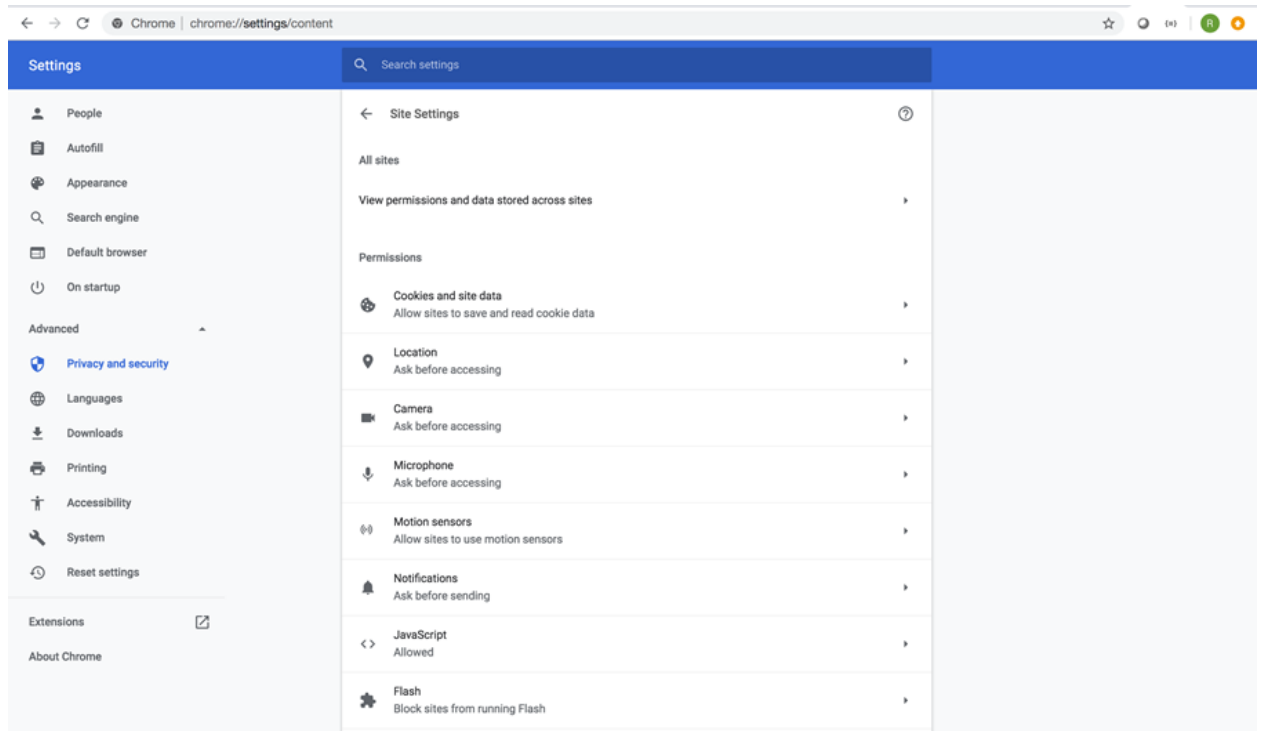 Chrome | chrome://settings/content
{×}
R
Settings
Search settings
People
Autofill
Appearance
Search engine
Default browser
On startup
Advanced
Privacy and security
Languages
Downloads
Printing
Accessibility
System
Reset settings
Extensions
About Chrome
Site Settings
All sites
View permissions and data stored across sites
Permissions
Cookies and site data
Allow sites to save and read cookie data
Location
Ask before accessing
Camera
Ask before accessing
Microphone
Ask before accessing
Motion sensors
Allow sites to use motion sensors
Notifications
Ask before sending
JavaScript
Allowed
Flash
Block sites from running Flash